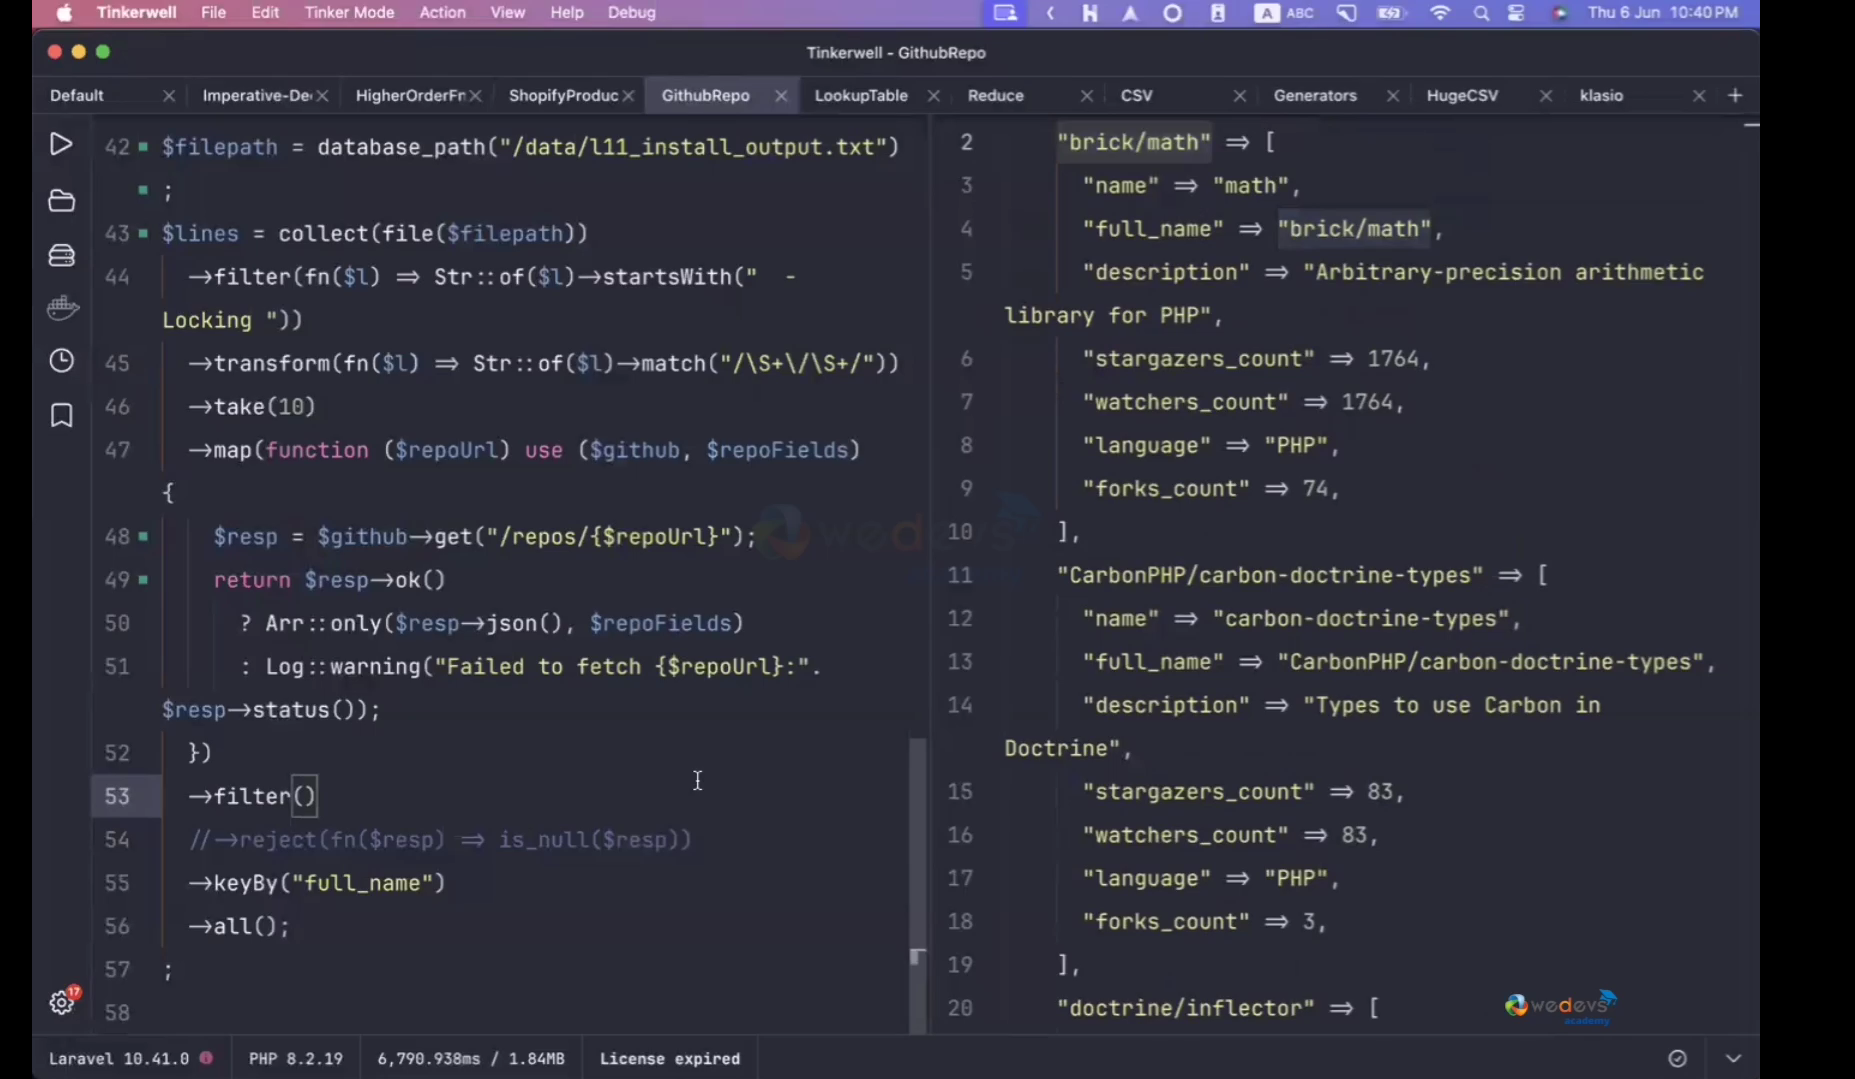 Tinkerwell File Edit Tinker Mode Action View Help Debug A ABC Thu 6 Jun 10:40 PM
Tinkerwell - GithubRepo
Default Imperative-De HigherOrderFn ShopifyProduc GithubRepo LookupTable Reduce CSV Generators HugeCSV klasio
42 $filepath = database_path("/data/l11_install_output.txt")
;
43 $lines = collect(file($filepath))
44 ->filter(fn($l) => Str::of($l)->startsWith("  -
Locking "))
45 ->transform(fn($l) => Str::of($l)->match("/\S+\/\S+/"))
46 ->take(10)
47 ->map(function ($repoUrl) use ($github, $repoFields)
{
48 $resp = $github->get("/repos/{$repoUrl}");
49 return $resp->ok()
50 ? Arr::only($resp->json(), $repoFields)
51 : Log::warning("Failed to fetch {$repoUrl}:".
$resp->status());
52 })
53 ->filter()
54 //->reject(fn($resp) => is_null($resp))
55 ->keyBy("full_name")
56 ->all();
57 ;
58
2 "brick/math" => [
3 "name" => "math",
4 "full_name" => "brick/math",
5 "description" => "Arbitrary-precision arithmetic
library for PHP",
6 "stargazers_count" => 1764,
7 "watchers_count" => 1764,
8 "language" => "PHP",
9 "forks_count" => 74,
10 ],
11 "CarbonPHP/carbon-doctrine-types" => [
12 "name" => "carbon-doctrine-types",
13 "full_name" => "CarbonPHP/carbon-doctrine-types",
14 "description" => "Types to use Carbon in
Doctrine",
15 "stargazers_count" => 83,
16 "watchers_count" => 83,
17 "language" => "PHP",
18 "forks_count" => 3,
19 ],
20 "doctrine/inflector" => [
wedevs
wedevs
academy
17
Laravel 10.41.0 PHP 8.2.19 6,790.938ms / 1.84MB License expired